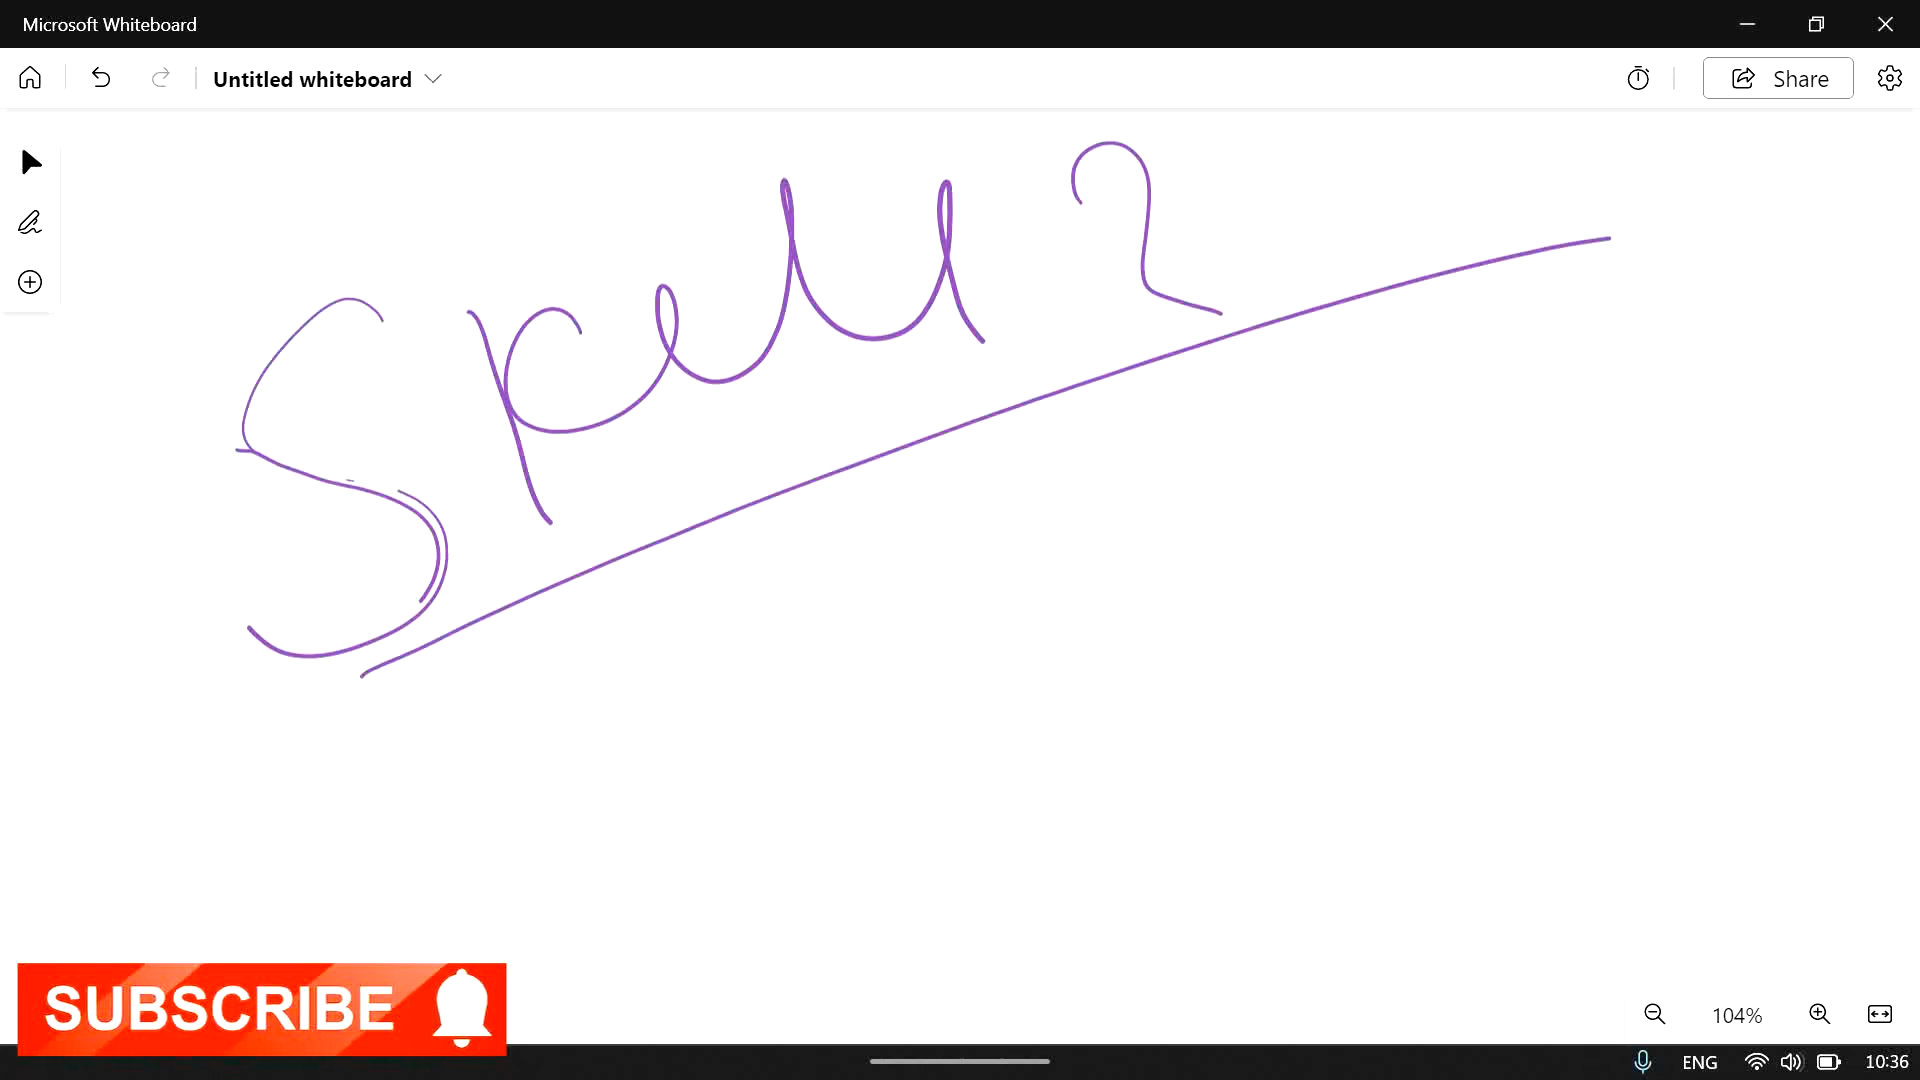 Microsoft Whiteboard
Untitled whiteboard
Share
Spell 2
SUBSCRIBE
104%
ENG
10:36